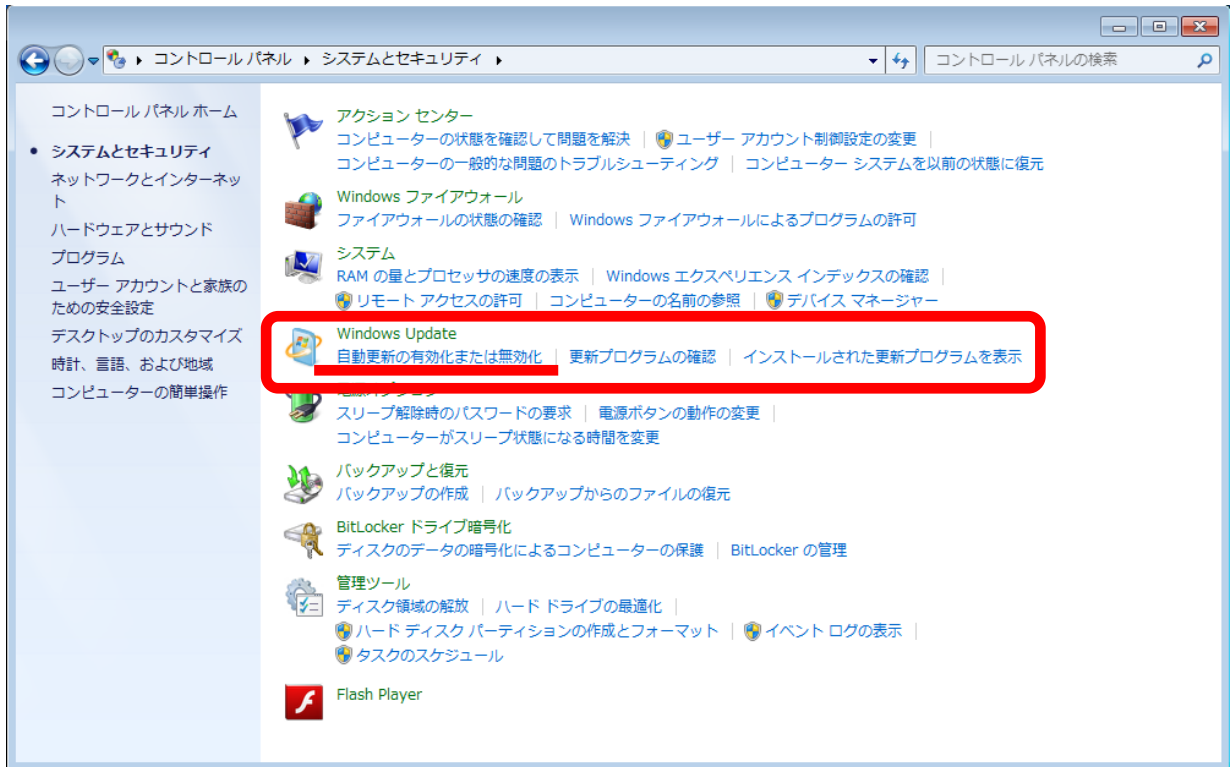 コントロール パネル ▸ システムとセキュリティ ▸
コントロール パネルの検索
コントロール パネル ホーム
• システムとセキュリティ
ネットワークとインターネッ
ト
ハードウェアとサウンド
プログラム
ユーザー アカウントと家族の
ための安全設定
デスクトップのカスタマイズ
時計、言語、および地域
コンピューターの簡単操作
アクション センター
コンピューターの状態を確認して問題を解決 | ユーザー アカウント制御設定の変更 |
コンピューターの一般的な問題のトラブルシューティング | コンピューター システムを以前の状態に復元
Windows ファイアウォール
ファイアウォールの状態の確認 | Windows ファイアウォールによるプログラムの許可
システム
RAM の量とプロセッサの速度の表示 | Windows エクスペリエンス インデックスの確認 |
リモート アクセスの許可 | コンピューターの名前の参照 | デバイス マネージャー
Windows Update
自動更新の有効化または無効化 | 更新プログラムの確認 | インストールされた更新プログラムを表示
スリープ解除時のパスワードの要求 | 電源ボタンの動作の変更 |
コンピューターがスリープ状態になる時間を変更
バックアップと復元
バックアップの作成 | バックアップからのファイルの復元
BitLocker ドライブ暗号化
ディスクのデータの暗号化によるコンピューターの保護 | BitLocker の管理
管理ツール
ディスク領域の解放 | ハード ドライブの最適化 |
ハード ディスク パーティションの作成とフォーマット | イベント ログの表示 |
タスクのスケジュール
Flash Player